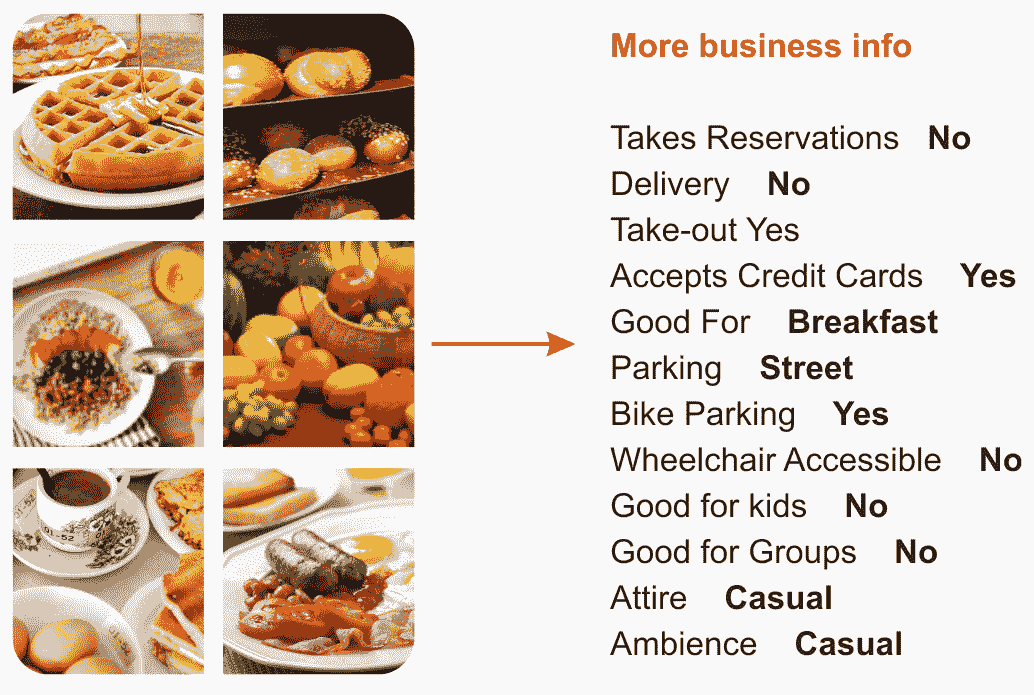 More business info
Takes Reservations No
Delivery No
Take-out Yes
Accepts Credit Cards Yes
Good For Breakfast
Parking Street
Bike Parking Yes
Wheelchair Accessible No
Good for kids No
Good for Groups No
Attire Casual
Ambience Casual